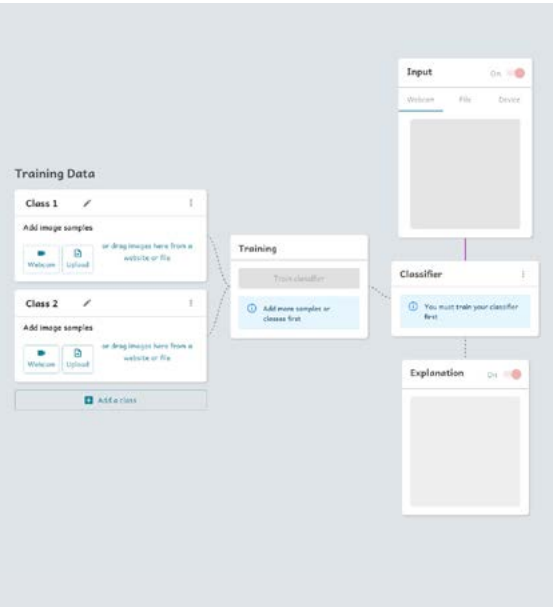 Input
On
Webcam File Device
Training Data
Class 1
Add image samples
or drag images here from a
website or file
Webcam Upload
Class 2
Add image samples
or drag images here from a
website or file
Webcam Upload
Add a class
Training
Train classifier
Add more samples or
classes first
Classifier
You must train your classifier
first
Explanation
On